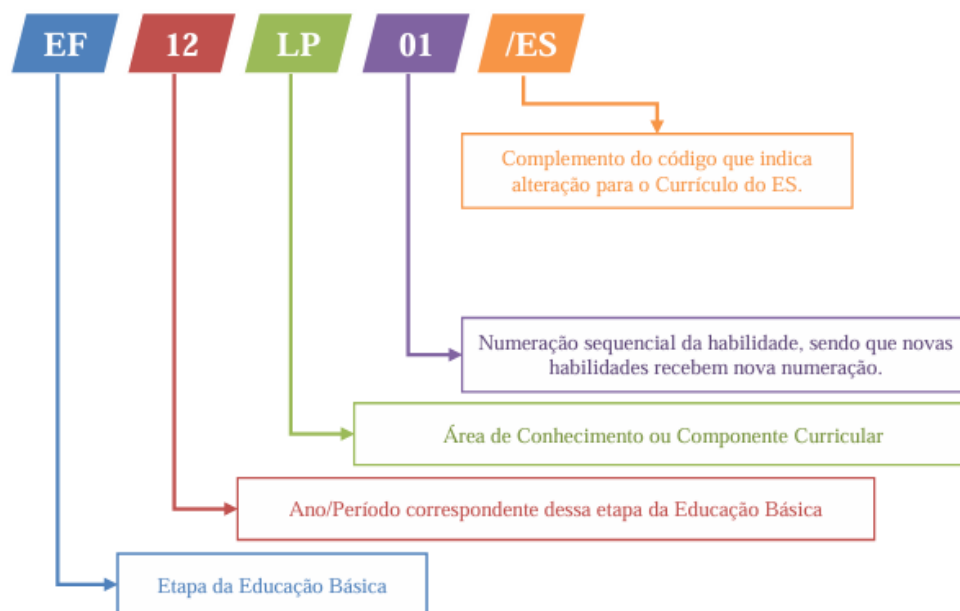 EF 12 LP 01 /ES
Complemento do código que indica
alteração para o Currículo do ES.
Numeração sequencial da habilidade, sendo que novas
habilidades recebem nova numeração.
Área de Conhecimento ou Componente Curricular
Ano/Período correspondente dessa etapa da Educação Básica
Etapa da Educação Básica